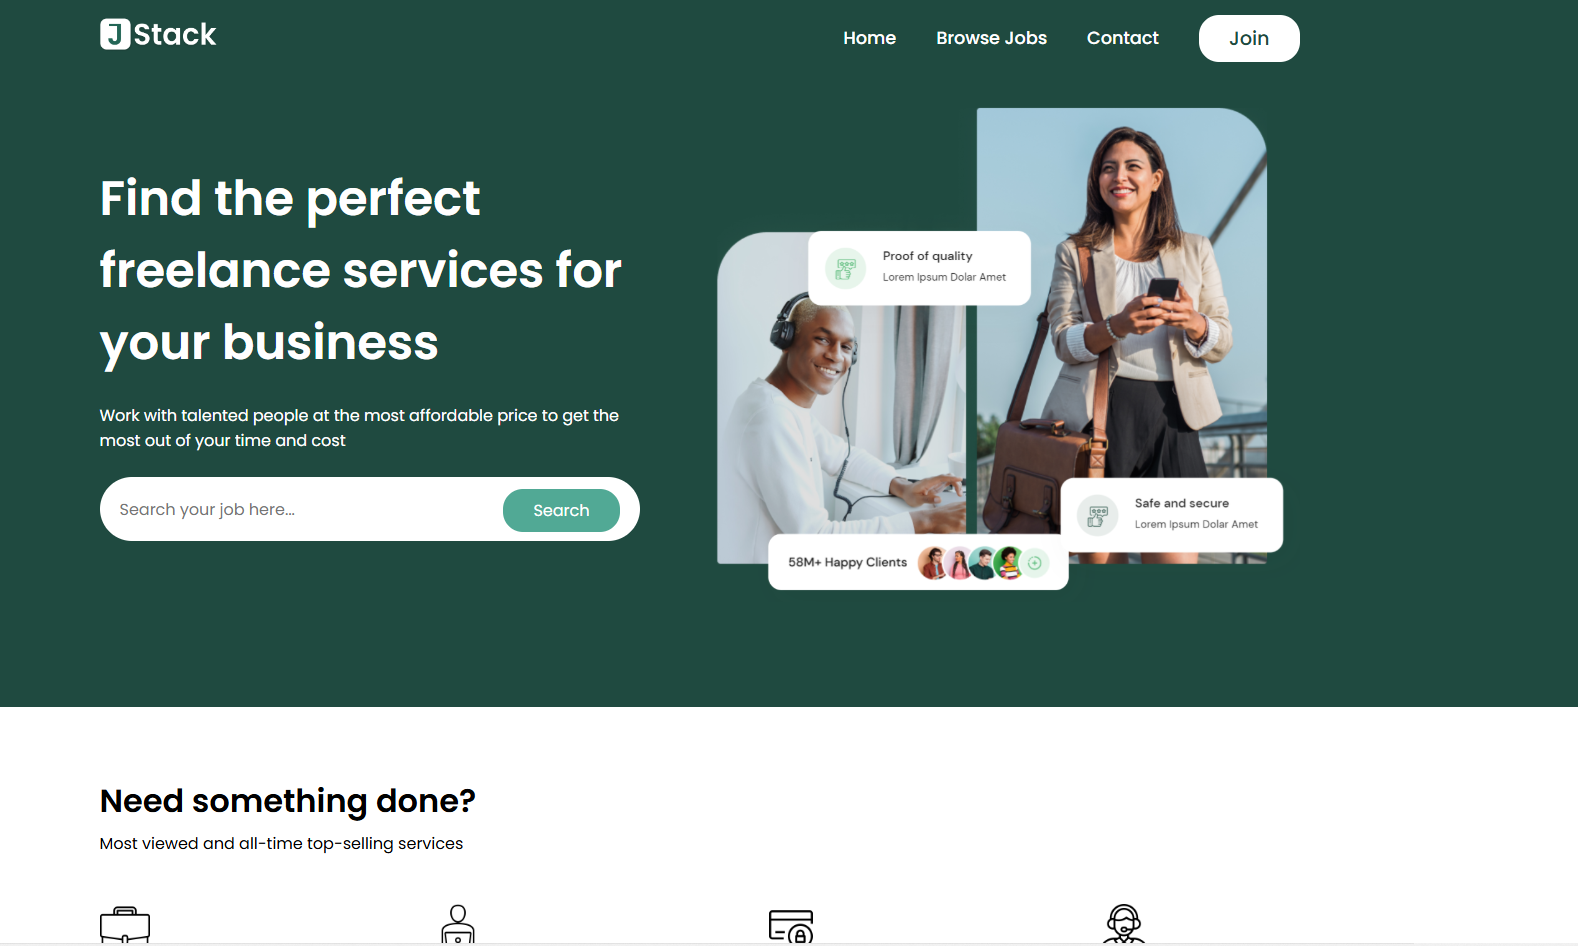 J Stack
Home
Browse Jobs
Contact
Join
Find the perfect
freelance services for
your business
Work with talented people at the most affordable price to get the
most out of your time and cost
Search your job here...
Search
Proof of quality
Lorem Ipsum Dolar Amet
Safe and secure
Lorem Ipsum Dolar Amet
58M+ Happy Clients
Need something done?
Most viewed and all-time top-selling services